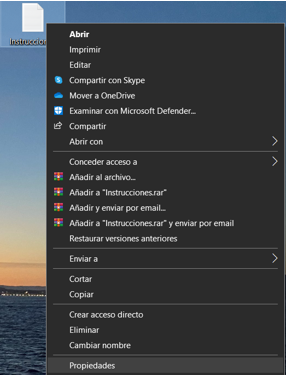 Instruccion
Abrir
Imprimir
Editar
Compartir con Skype
Mover a OneDrive
Examinar con Microsoft Defender...
Compartir
Abrir con
Conceder acceso a
Añadir al archivo...
Añadir a "Instrucciones.rar"
Añadir y enviar por email...
Añadir a "Instrucciones.rar" y enviar por email
Restaurar versiones anteriores
Enviar a
Cortar
Copiar
Crear acceso directo
Eliminar
Cambiar nombre
Propiedades